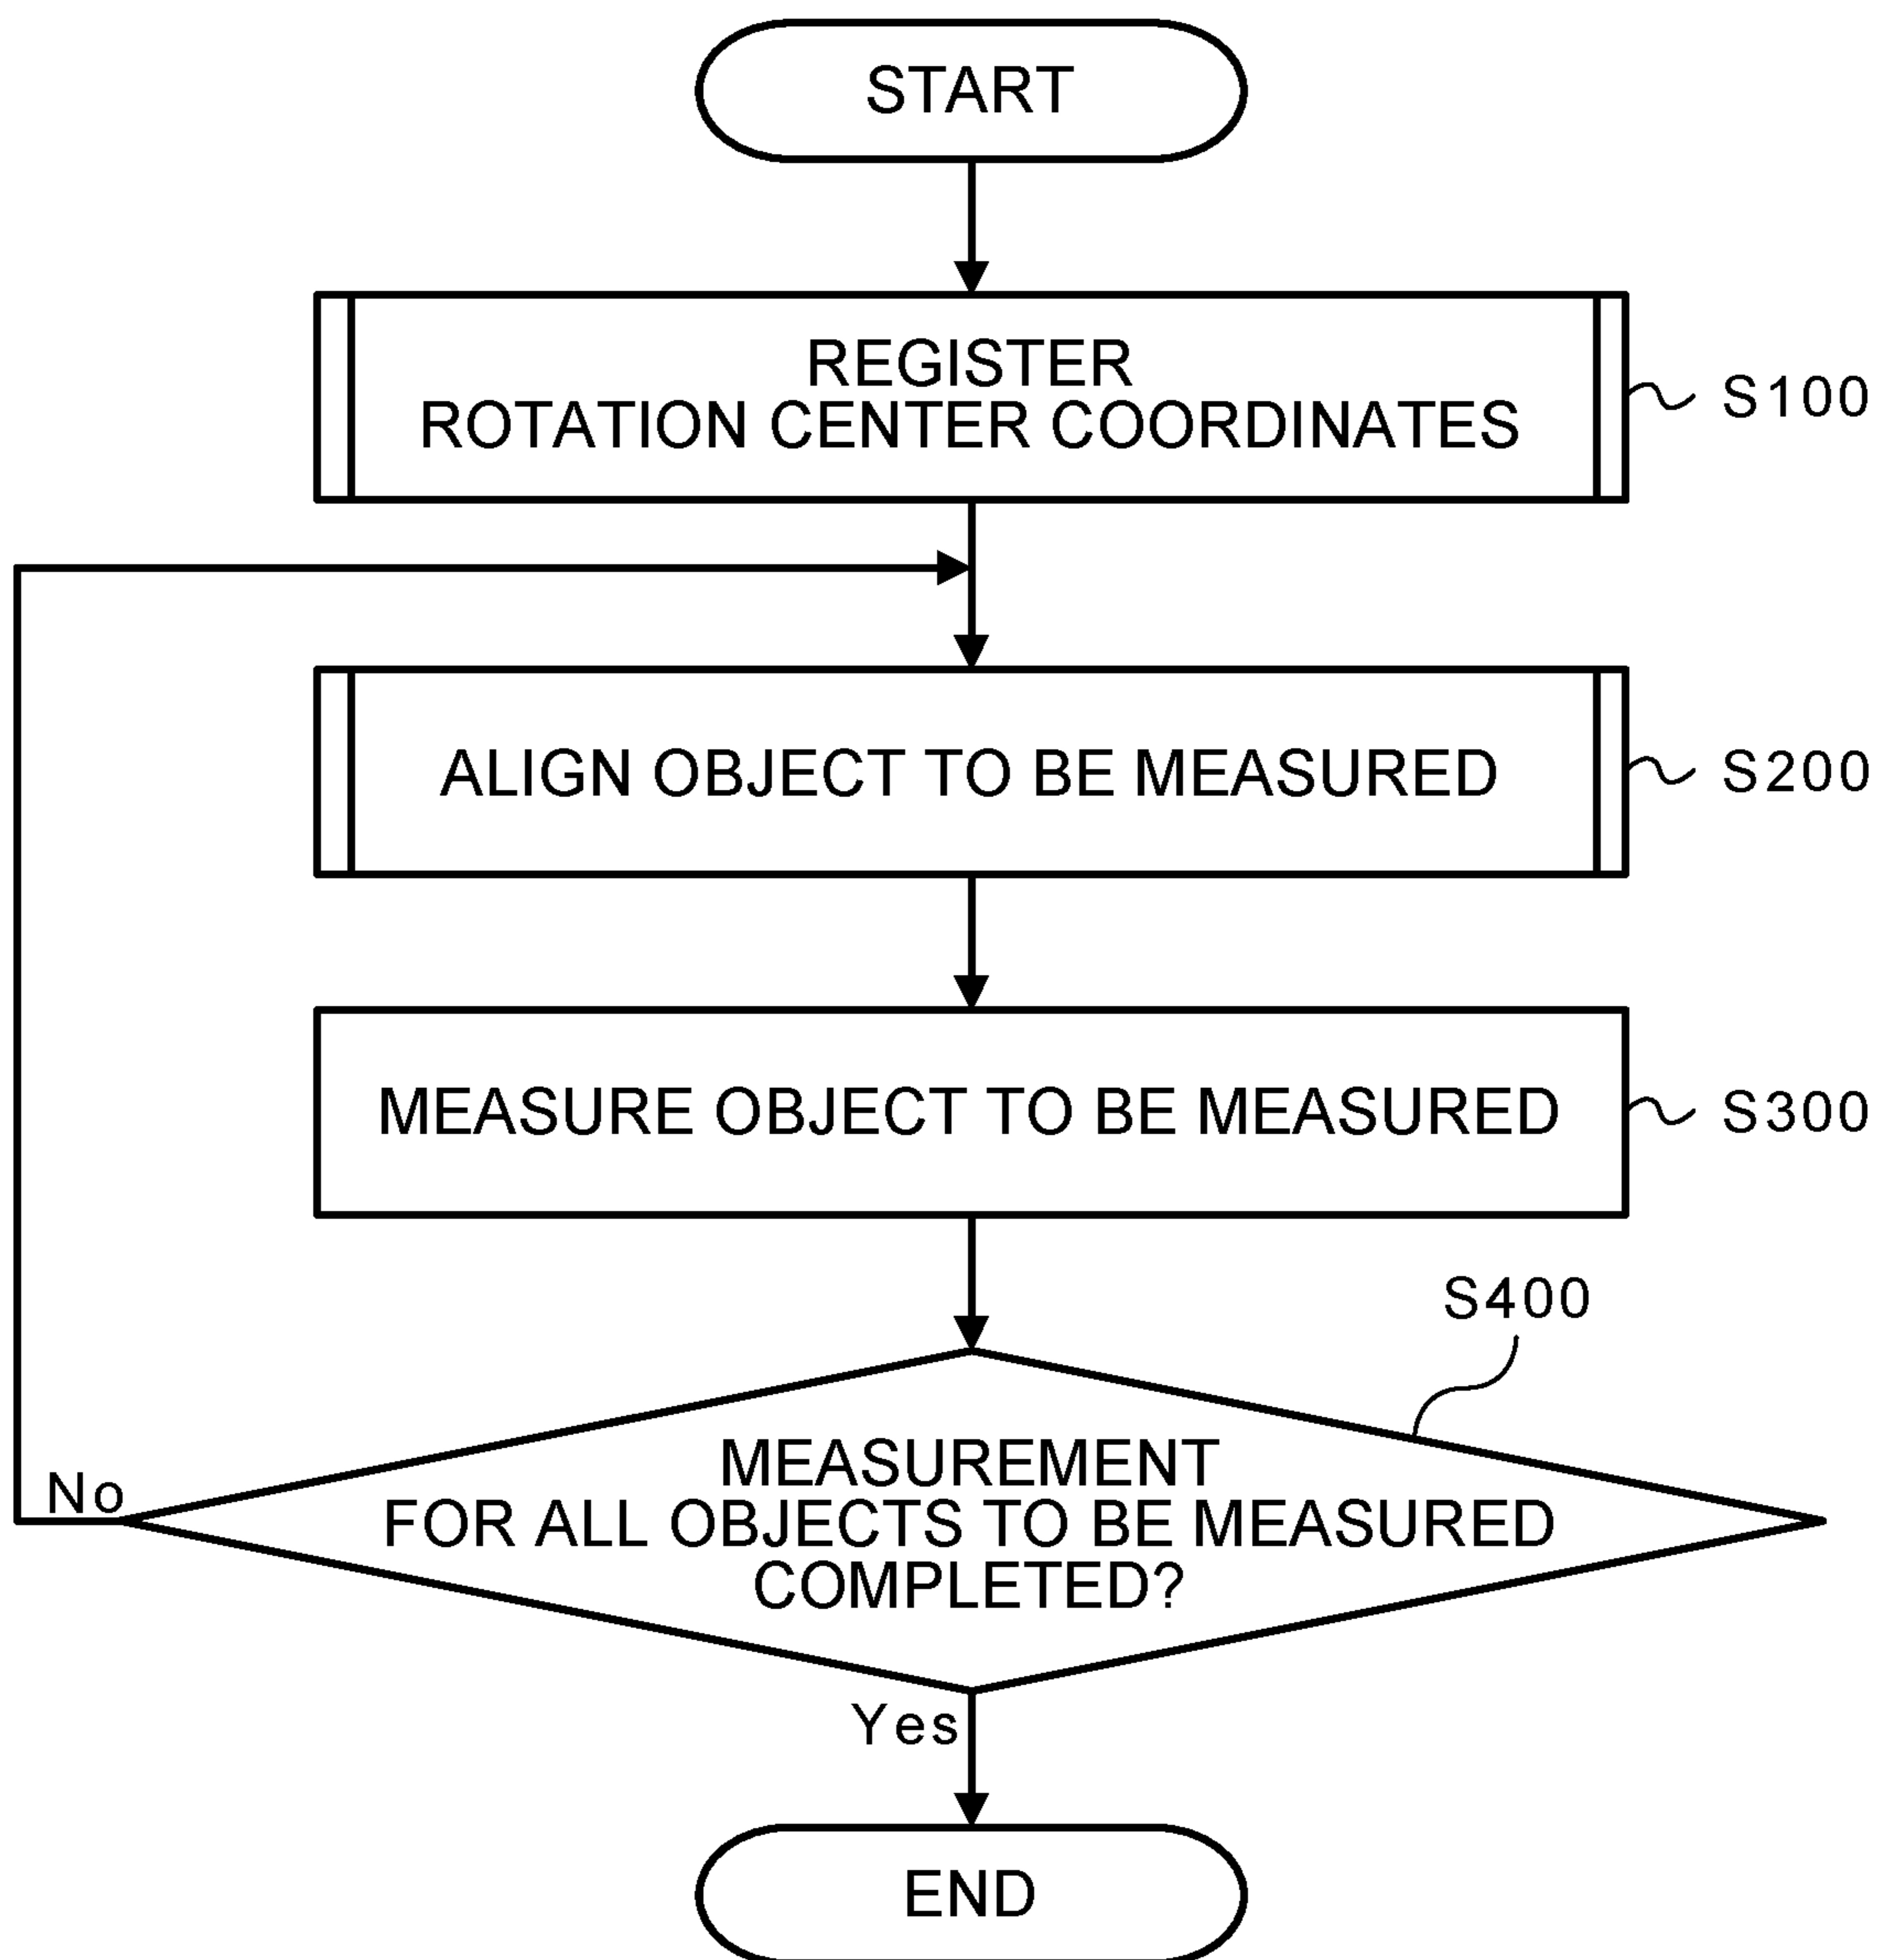 START
REGISTER
ROTATION CENTER COORDINATES
S100
ALIGN OBJECT TO BE MEASURED
S200
MEASURE OBJECT TO BE MEASURED
S300
S400
MEASUREMENT
FOR ALL OBJECTS TO BE MEASURED
COMPLETED?
No
Yes
END